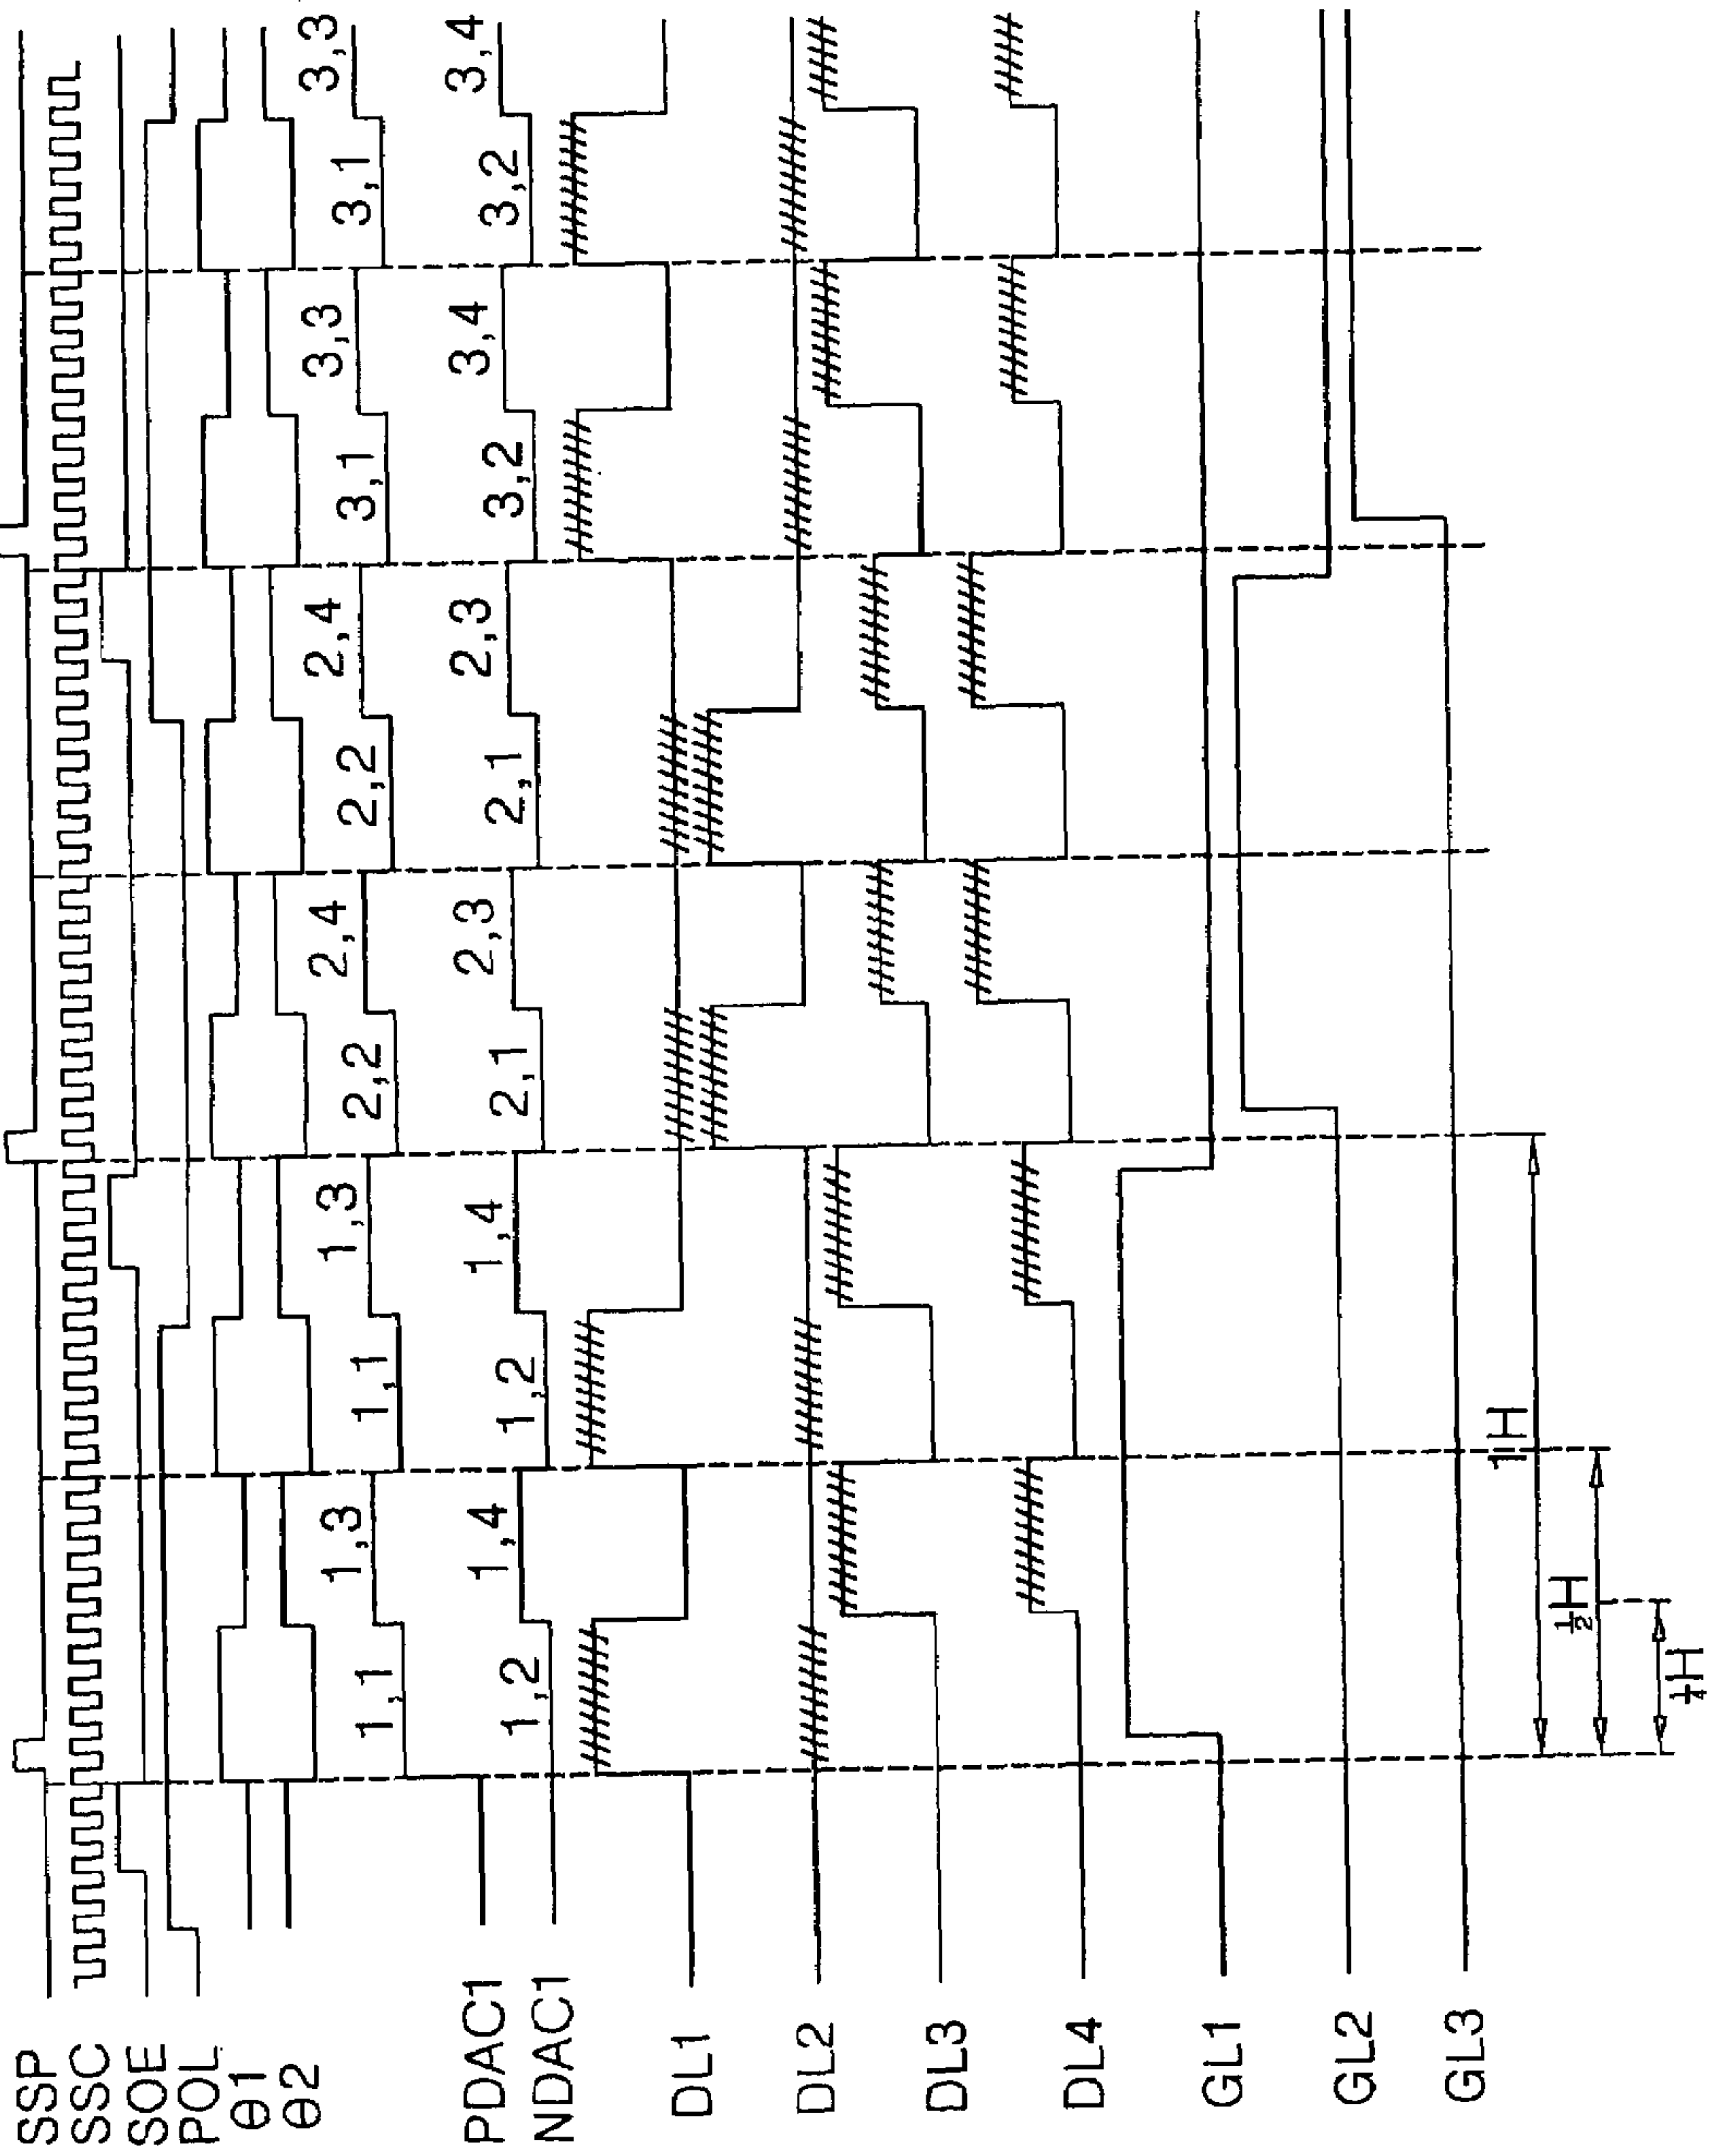 SSP
SSC
SOE
POL
θ1
θ2
1,1 1,3 1,1 1,3 2,2 2,4 2,2 2,4 3,1 3,3 3,1 3,3
PDAC1
1,2 1,4 1,2 1,4 2,1 2,3 2,1 2,3 3,2 3,4 3,2 3,4
NDAC1
DL1
DL2
DL3
DL4
GL1
GL2
GL3
1H
1/2 H
1/4 H